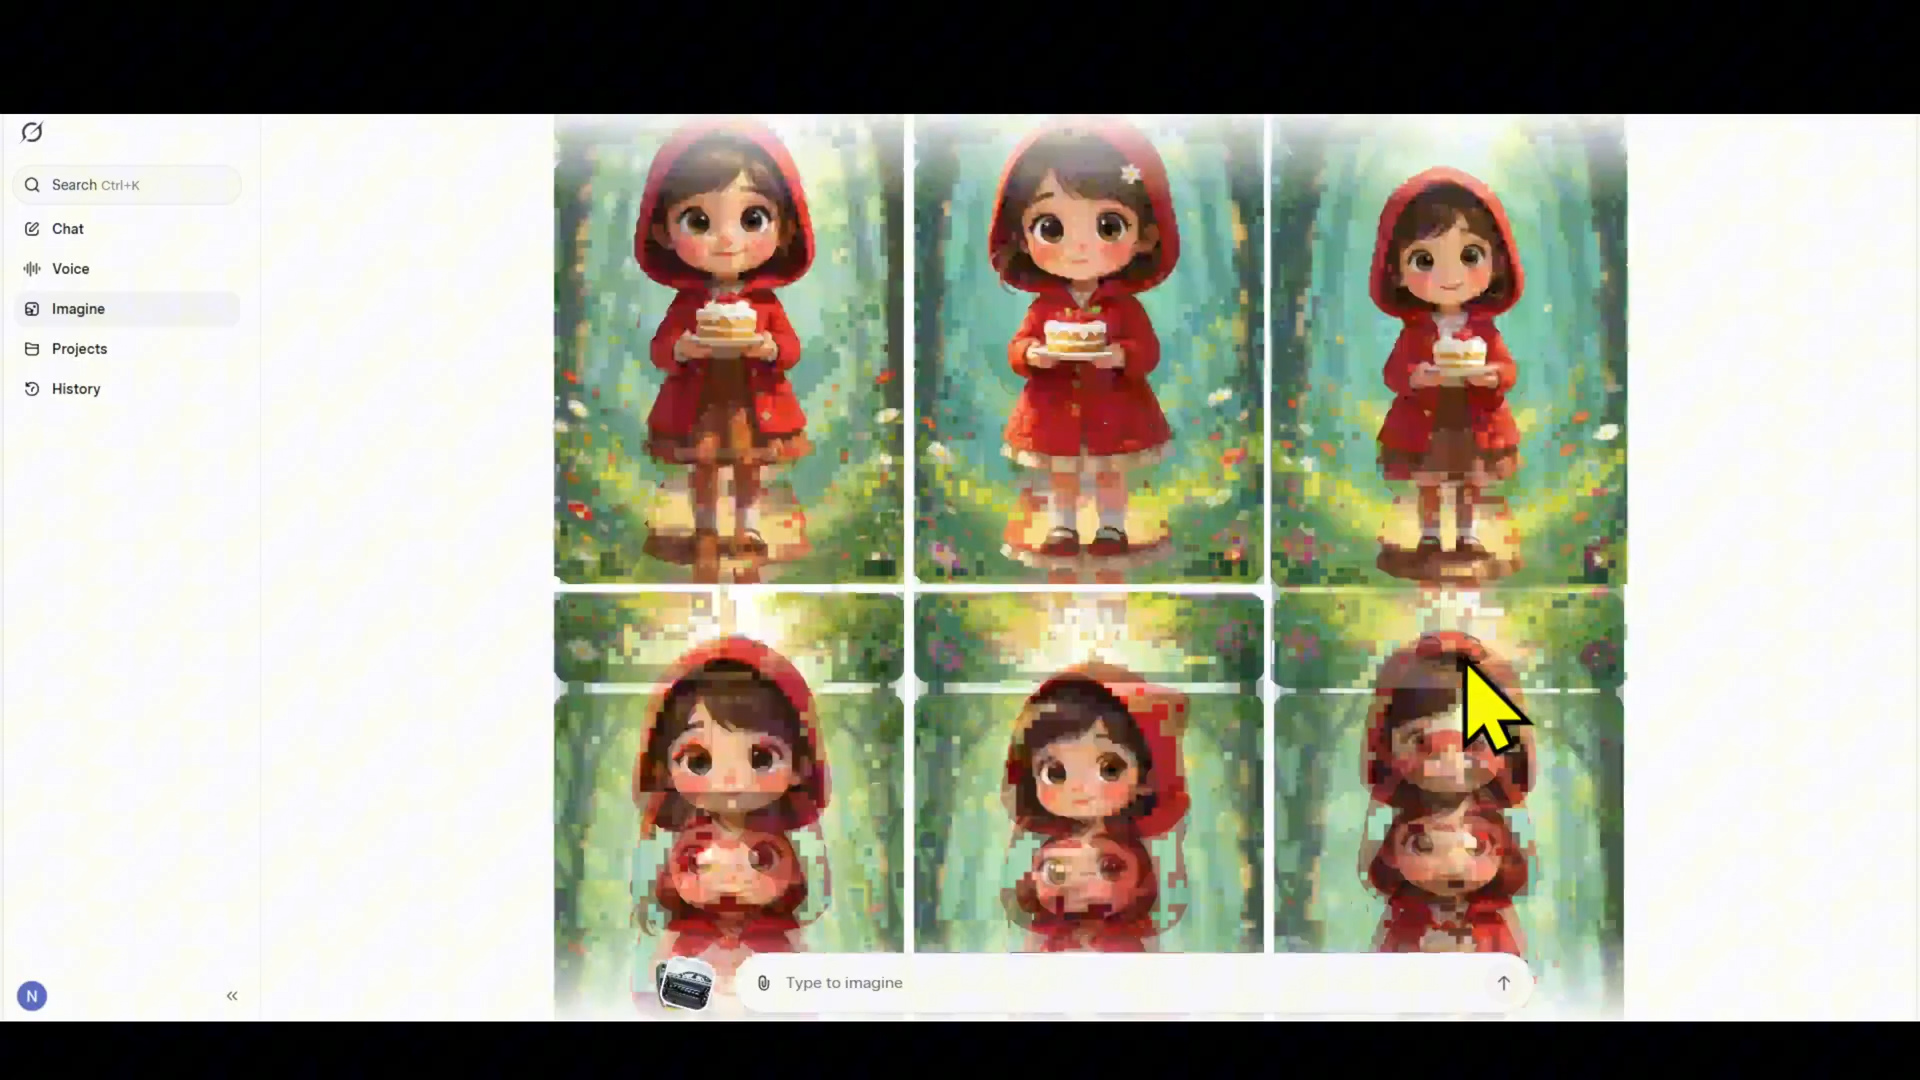 Search Ctrl+K
Chat
Voice
Imagine
Projects
History
N
Type to imagine